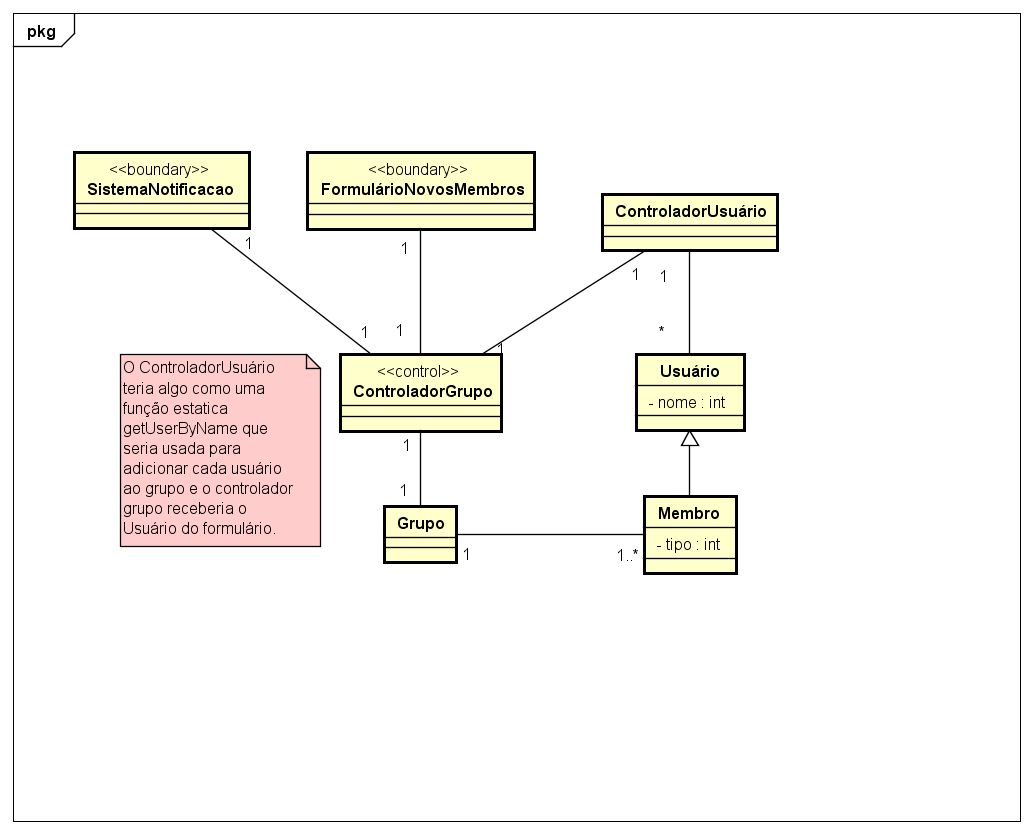 pkg
<<boundary>>
SistemaNotificacao
<<boundary>>
FormulárioNovosMembros
ControladorUsuário
1
1
1
1
1
1
1
*
<<control>>
ControladorGrupo
Usuário
- nome : int
O ControladorUsuário
teria algo como uma
função estatica
getUserByName que
seria usada para
adicionar cada usuário
ao grupo e o controlador
grupo receberia o
Usuário do formulário.
1
1
Grupo
1
1..*
Membro
- tipo : int